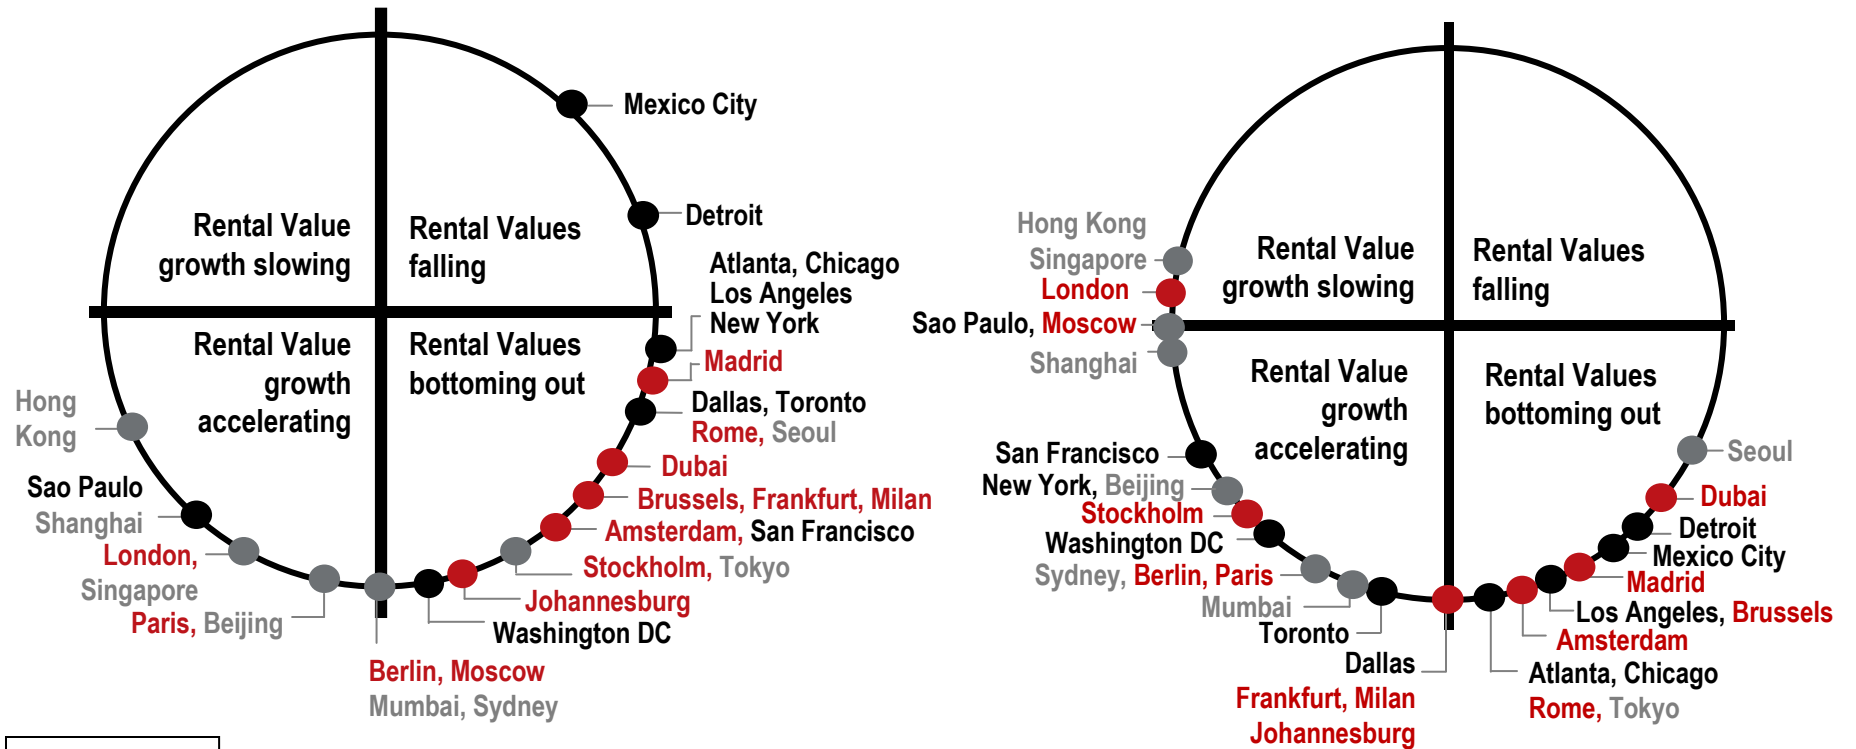 Mexico City
Detroit
Rental Value
growth slowing
Rental Values
falling
Atlanta, Chicago
Los Angeles
New York
Rental Value
growth
accelerating
Rental Values
bottoming out
Madrid
Dallas, Toronto
Rome, Seoul
Hong
Kong
Dubai
Sao Paulo
Shanghai
Brussels, Frankfurt, Milan
Amsterdam, San Francisco
London,
Singapore
Stockholm, Tokyo
Paris, Beijing
Johannesburg
Washington DC
Berlin, Moscow
Mumbai, Sydney
Hong Kong
Singapore
London
Sao Paulo, Moscow
Shanghai
Rental Value
growth slowing
Rental Values
falling
Rental Value
growth
accelerating
Rental Values
bottoming out
San Francisco
New York, Beijing
Stockholm
Washington DC
Sydney, Berlin, Paris
Mumbai
Toronto
Dallas
Frankfurt, Milan
Johannesburg
Seoul
Dubai
Detroit
Mexico City
Madrid
Los Angeles, Brussels
Amsterdam
Atlanta, Chicago
Rome, Tokyo